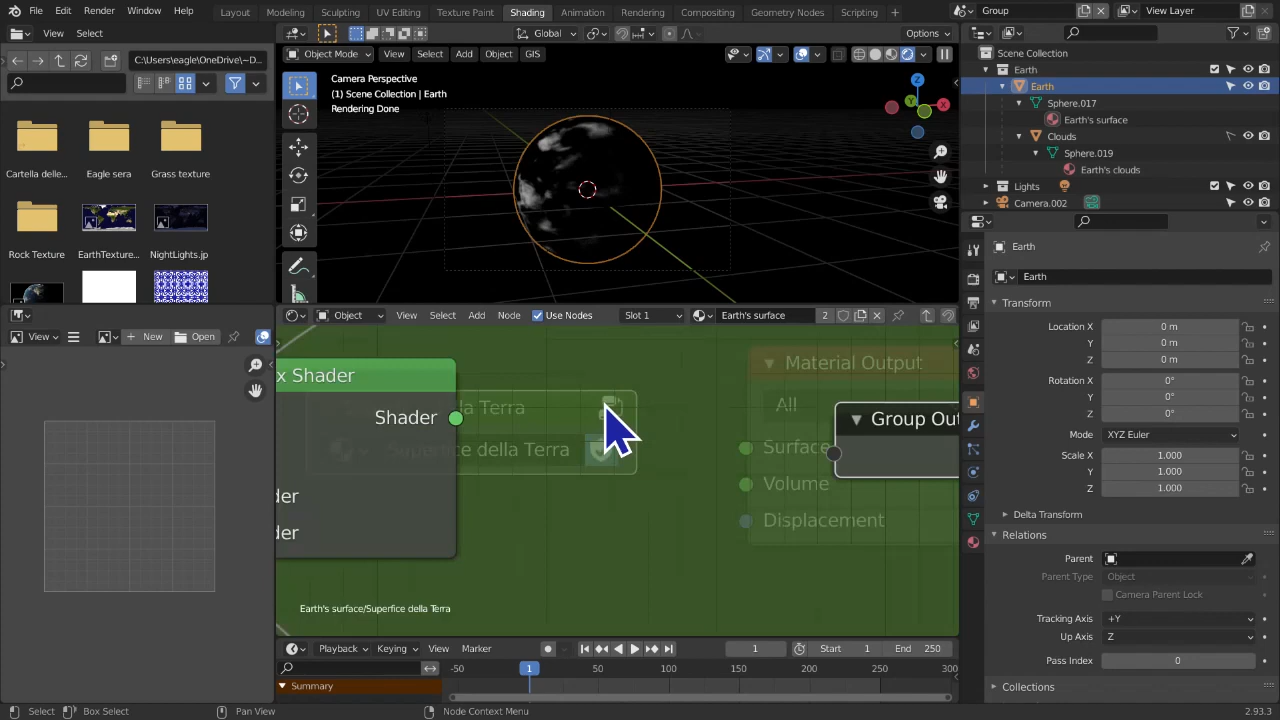 File Edit Render Window Help Layout Modeling Sculpting UV Editing Texture Paint Shading Animation Rendering Compositing Geometry Nodes Scripting Group View Layer
View Select Global Options
C:\Users\eagle\OneDrive\~D...
Object Mode View Select Add Object GIS
Camera Perspective
(1) Scene Collection | Earth
Rendering Done
Cartella delle... Eagle sera Grass texture
Rock Texture EarthTexture... NightLights.jp
X Y Z
Scene Collection
Earth
Earth
Sphere.017
Earth's surface
Clouds
Sphere.019
Earth's clouds
Lights
Camera.002
View New Open
Object View Select Add Node Use Nodes Slot 1 Earth's surface 2
x Shader
Shader
la Terra
Superfice della Terra
der
der
Material Output
All
Surface
Volume
Displacement
Group Out
Earth's surface/Superfice della Terra
Earth
Earth
Transform
Location X 0 m
Y 0 m
Z 0 m
Rotation X 0°
Y 0°
Z 0°
Mode XYZ Euler
Scale X 1.000
Y 1.000
Z 1.000
Delta Transform
Relations
Parent
Parent Type Object
Camera Parent Lock
Tracking Axis +Y
Up Axis Z
Pass Index 0
Collections
Playback Keying View Marker 1 Start 1 End 250
-50 1 50 100 150 200 250 300
Summary
Select Box Select Pan View Node Context Menu 2.93.3